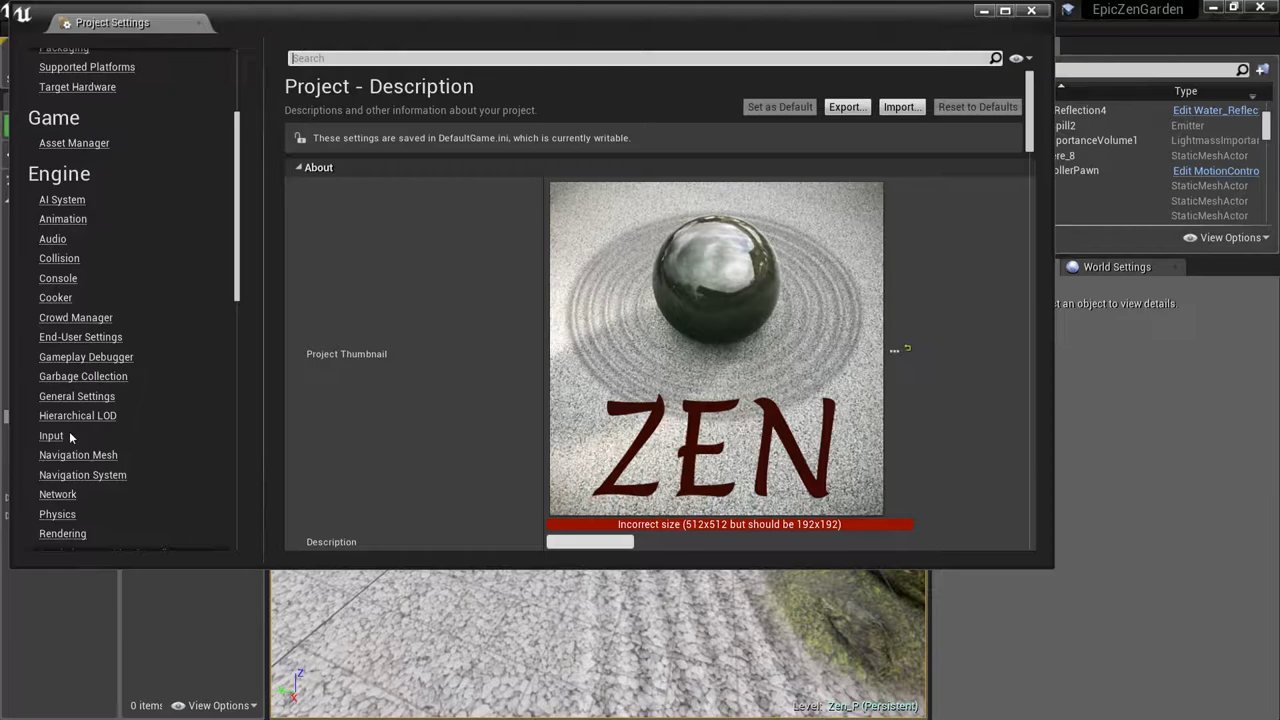 Project Settings
EpicZenGarden
Packaging
Supported Platforms
Target Hardware
Game
Asset Manager
Engine
AI System
Animation
Audio
Collision
Console
Cooker
Crowd Manager
End-User Settings
Gameplay Debugger
Garbage Collection
General Settings
Hierarchical LOD
Input
Navigation Mesh
Navigation System
Network
Physics
Rendering
Search
Project - Description
Descriptions and other information about your project.
Set as Default
Export...
Import...
Reset to Defaults
These settings are saved in DefaultGame.ini, which is currently writable.
About
Project Thumbnail
ZEN
Incorrect size (512x512 but should be 192x192)
Description
Type
Reflection4 Edit Water_Reflec
pill2 Emitter
portanceVolume1 LightmassImportar
ere_8 StaticMeshActor
ollerPawn Edit MotionContro
StaticMeshActor
StaticMeshActor
View Options
World Settings
ct an object to view details.
0 items
View Options
Z
X
Level: Zen_P (Persistent)